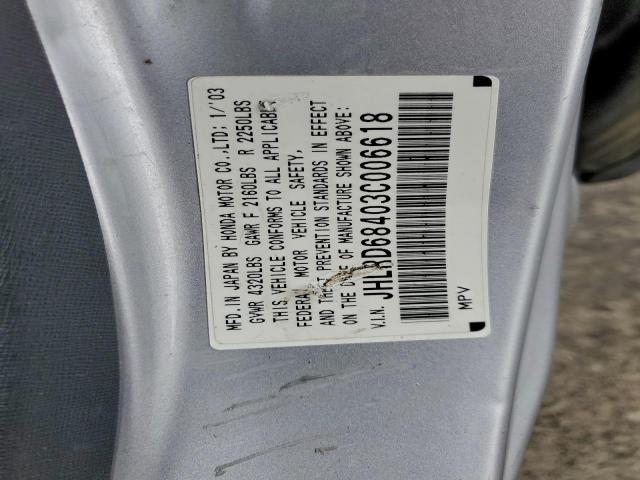 MFD. IN JAPAN BY HONDA MOTOR CO.,LTD; 1/'03
GVWR 4320LBS GAWR F 2160LBS R 2250LBS
THIS VEHICLE CONFORMS TO ALL APPLICABLE
FEDERAL MOTOR VEHICLE SAFETY,
AND THEFT PREVENTION STANDARDS IN EFFECT
ON THE DATE OF MANUFACTURE SHOWN ABOVE:
V.I.N. JHLRD68403C006618
MPV